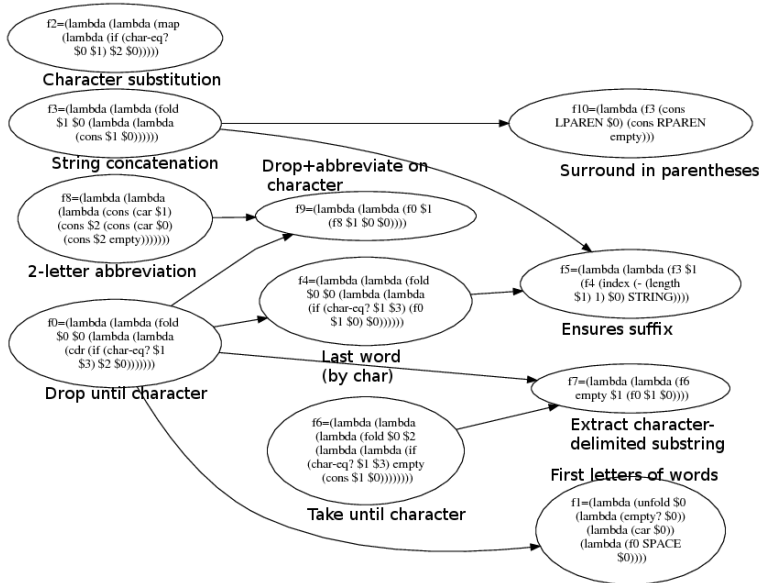 f2=(lambda (lambda (map
(lambda (if (char-eq?
$0 $1) $2 $0)))))
Character substitution
f3=(lambda (lambda (fold
$1 $0 (lambda (lambda
(cons $1 $0))))))
String concatenation
f10=(lambda (f3 (cons
LPAREN $0) (cons RPAREN
empty)))
Surround in parentheses
Drop+abbreviate on
character
f8=(lambda (lambda
(lambda (cons (car $1)
(cons $2 (cons (car $0)
(cons $2 empty)))))))
2-letter abbreviation
f9=(lambda (lambda (f0 $1
(f8 $1 $0 $0))))
f4=(lambda (lambda (fold
$0 $0 (lambda (lambda
(if (char-eq? $1 $3) (f0
$1 $0) $0))))))
Last word
(by char)
f5=(lambda (lambda (f3 $1
(f4 (index (- (length
$1) 1) $0) STRING))))
Ensures suffix
f0=(lambda (lambda (fold
$0 $0 (lambda (lambda
(cdr (if (char-eq? $1
$3) $2 $0)))))))
Drop until character
f7=(lambda (lambda (f6
empty $1 (f0 $1 $0))))
Extract character-
delimited substring
f6=(lambda (lambda
(lambda (fold $0 $2
(lambda (lambda (if
(char-eq? $1 $3) empty
(cons $1 $0))))))))
Take until character
First letters of words
f1=(lambda (unfold $0
(lambda (empty? $0))
(lambda (car $0))
(lambda (f0 SPACE
$0))))